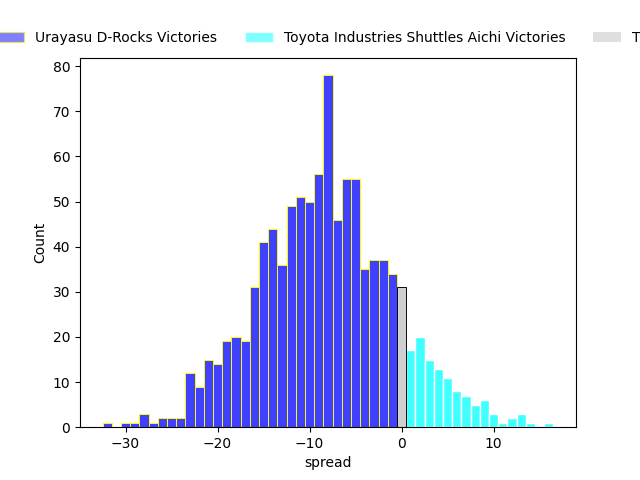 Urayasu D-Rocks Victories Toyota Industries Shuttles Aichi Victories T
80
70
60
50
40
30
20
10
0
Count
−30 −20 −10 0 10
spread